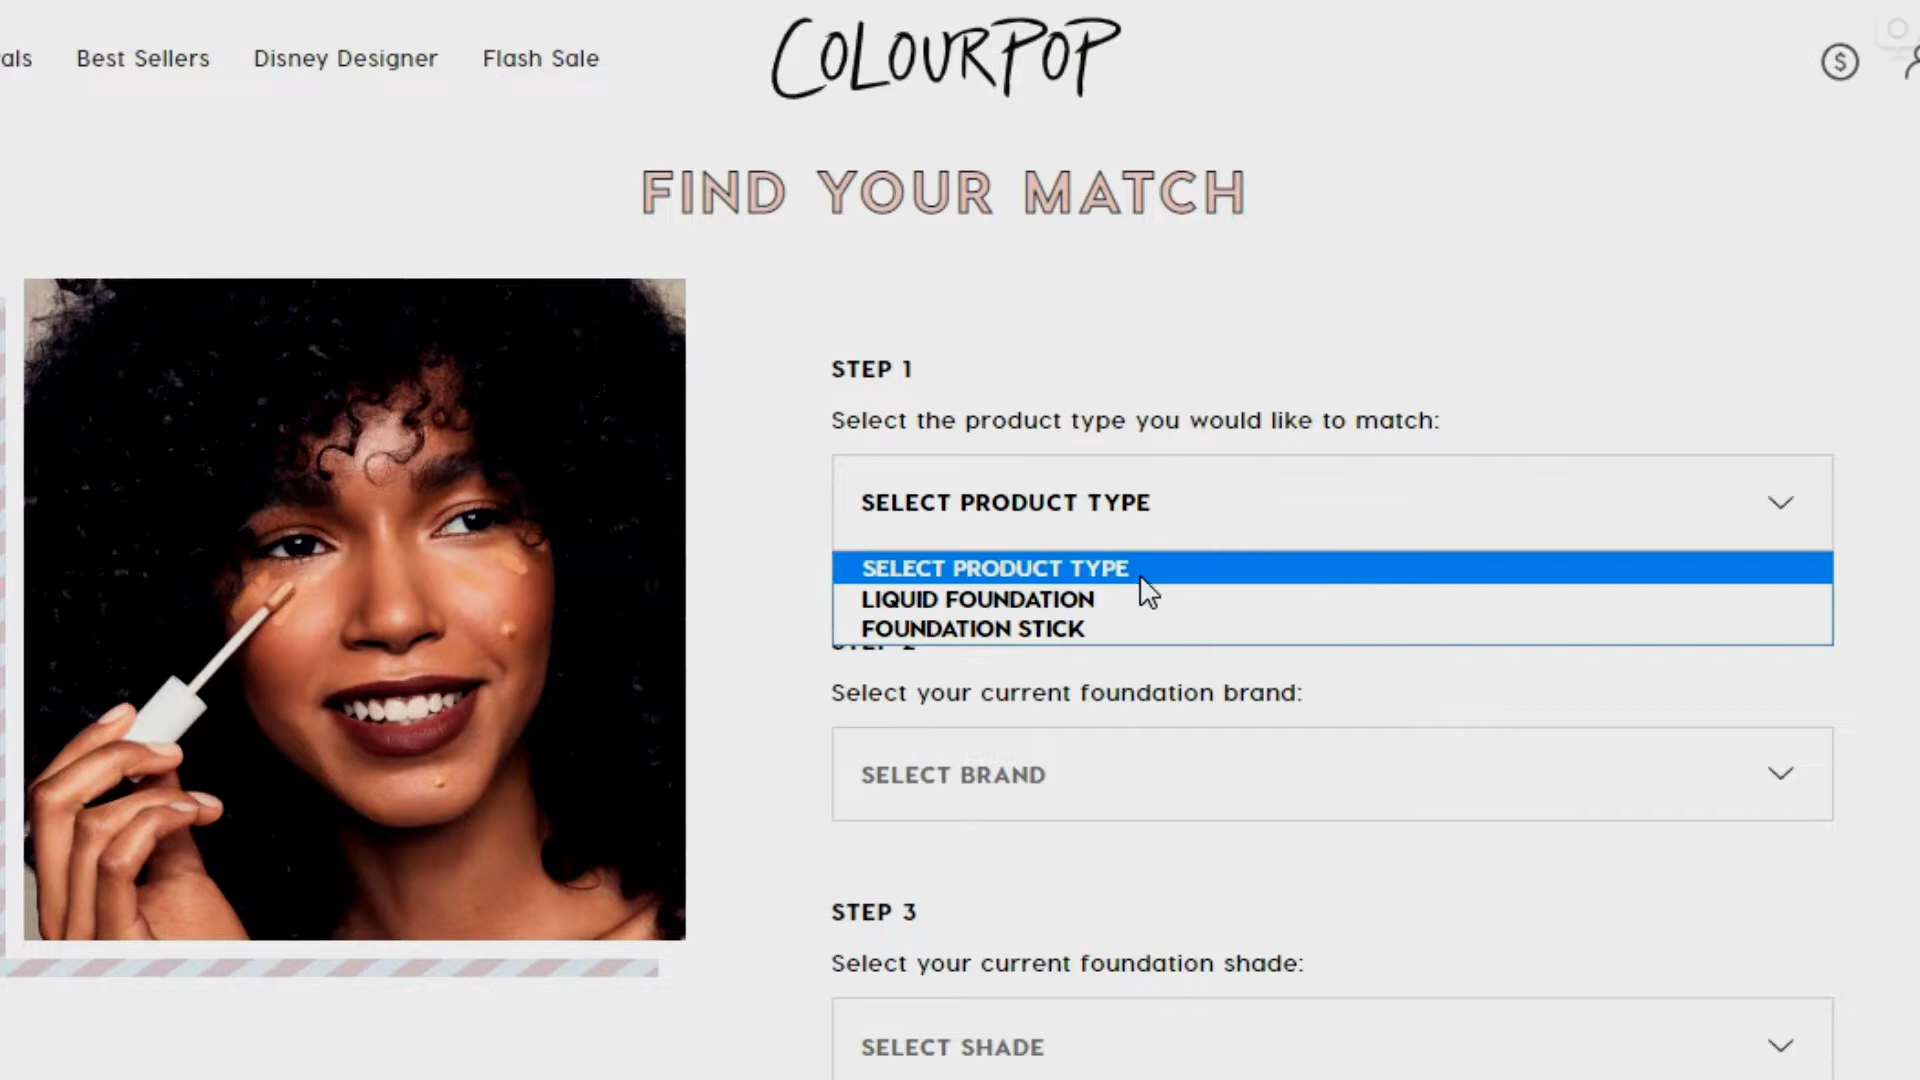 als Best Sellers Disney Designer Flash Sale
COLOURPOP
$
FIND YOUR MATCH
STEP 1
Select the product type you would like to match:
SELECT PRODUCT TYPE
SELECT PRODUCT TYPE
LIQUID FOUNDATION
FOUNDATION STICK
STEP 2
Select your current foundation brand:
SELECT BRAND
STEP 3
Select your current foundation shade:
SELECT SHADE